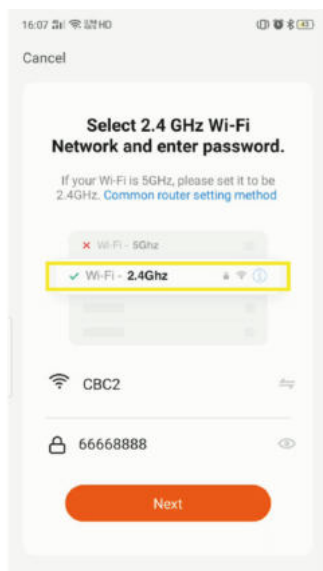 16:07 HD 43
Cancel
Select 2.4 GHz Wi-Fi
Network and enter password.
If your Wi-Fi is 5GHz, please set it to be
2.4GHz. Common router setting method
Wi-Fi - 5Ghz
Wi-Fi - 2.4Ghz
CBC2
66668888
Next